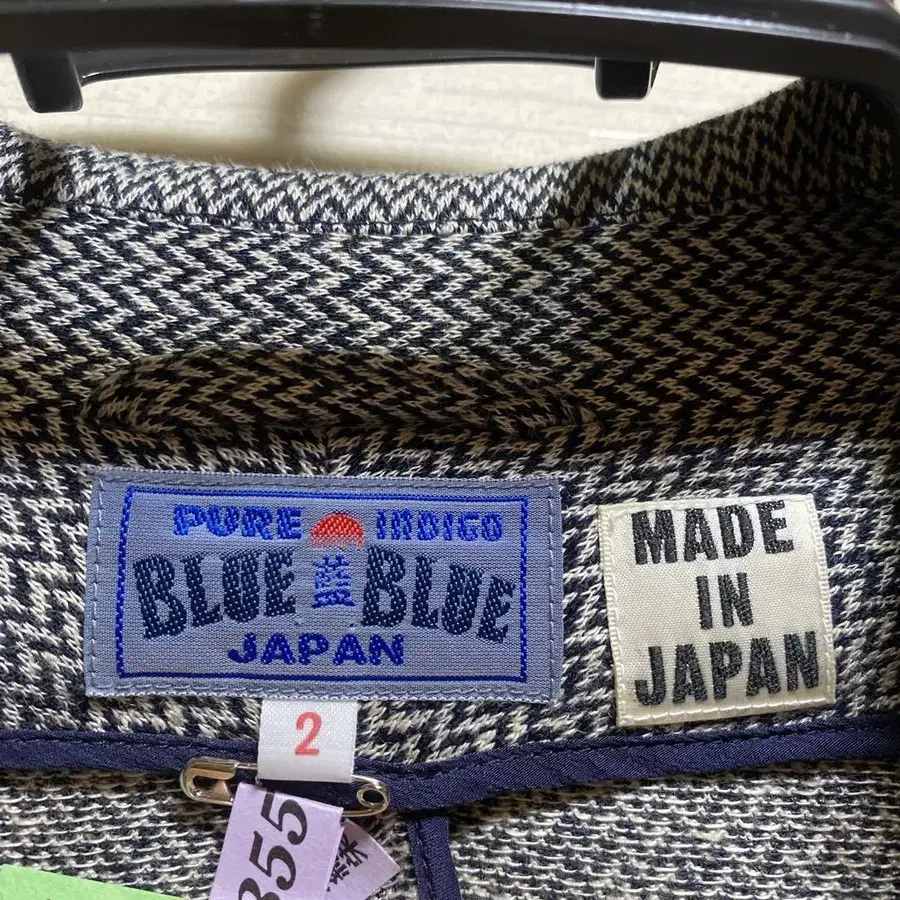 PURE INDIGO
BLUE 藍 BLUE
JAPAN
MADE
IN
JAPAN
2
355